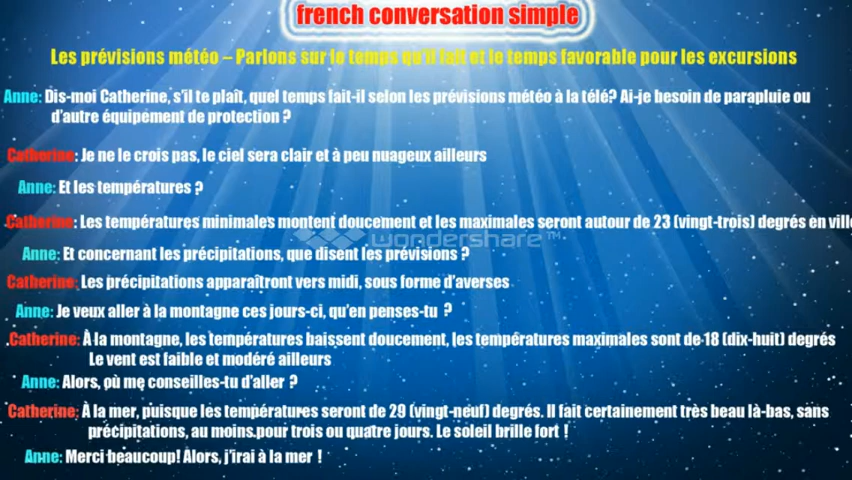 french conversation simple
Les prévisions météo – Parlons sur le temps qu'il fait et le temps favorable pour les excursions
Anne: Dis-moi Catherine, s'il te plaît, quel temps fait-il selon les prévisions météo à la télé? Ai-je besoin de parapluie ou
d'autre équipement de protection ?
Catherine: Je ne le crois pas, le ciel sera clair et à peu nuageux ailleurs
Anne: Et les températures ?
Catherine: Les températures minimales montent doucement et les maximales seront autour de 23 (vingt-trois) degrés en ville
wondershare™
Anne: Et concernant les précipitations, que disent les prévisions ?
Catherine: Les précipitations apparaîtront vers midi, sous forme d'averses
Anne: Je veux aller à la montagne ces jours-ci, qu'en penses-tu ?
Catherine: À la montagne, les températures baissent doucement, les températures maximales sont de 18 (dix-huit) degrés
Le vent est faible et modéré ailleurs
Anne: Alors, où me conseilles-tu d'aller ?
Catherine: À la mer, puisque les températures seront de 29 (vingt-neuf) degrés. Il fait certainement très beau là-bas, sans
précipitations, au moins pour trois ou quatre jours. Le soleil brille fort !
Anne: Merci beaucoup! Alors, j'irai à la mer !